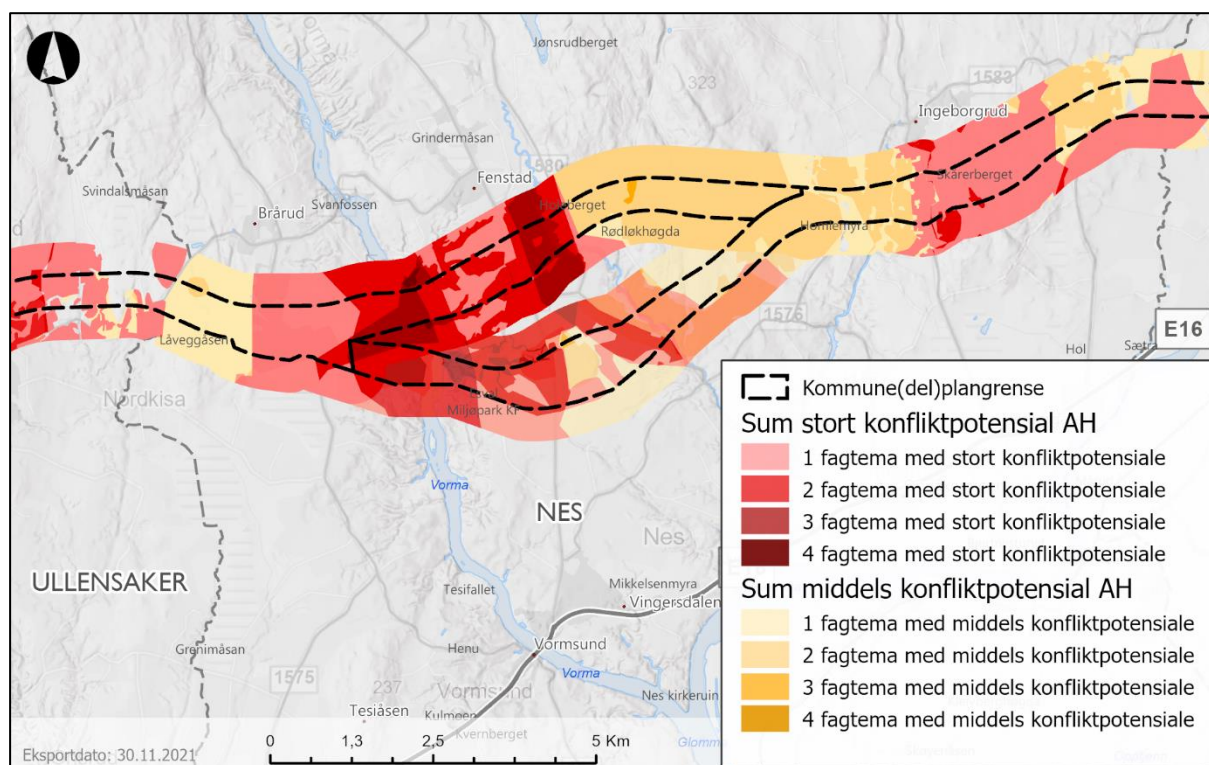 Jønsrudberget
1583
323
Ingeborgrud
Grindermåsan
580
Svindalsmåsan
Svanfossen
Fenstad
Skårerberget
Brårud
Rødløkhøgda
Homlemyra
1576
Låveggåsen
E16
Hol
Sætra
Nordkisa
Miljøpark KF
Vorma
NES
Nes
ULLENSAKER
Tesifallet
Mikkelsenmyra
Vingersdalen
Grenimåsan
Henu
Vormsund
1575
237
Vormsund
Vorma
Nes kirkeruin
Tesiåsen
Kulmoen
Kvernberget
Glomma
Kommune(del)plangrense
Sum stort konfliktpotensial AH
1 fagtema med stort konfliktpotensiale
2 fagtema med stort konfliktpotensiale
3 fagtema med stort konfliktpotensiale
4 fagtema med stort konfliktpotensiale
Sum middels konfliktpotensial AH
1 fagtema med middels konfliktpotensiale
2 fagtema med middels konfliktpotensiale
3 fagtema med middels konfliktpotensiale
4 fagtema med middels konfliktpotensiale
Eksportdato: 30.11.2021
0 1,3 2,5 5 Km